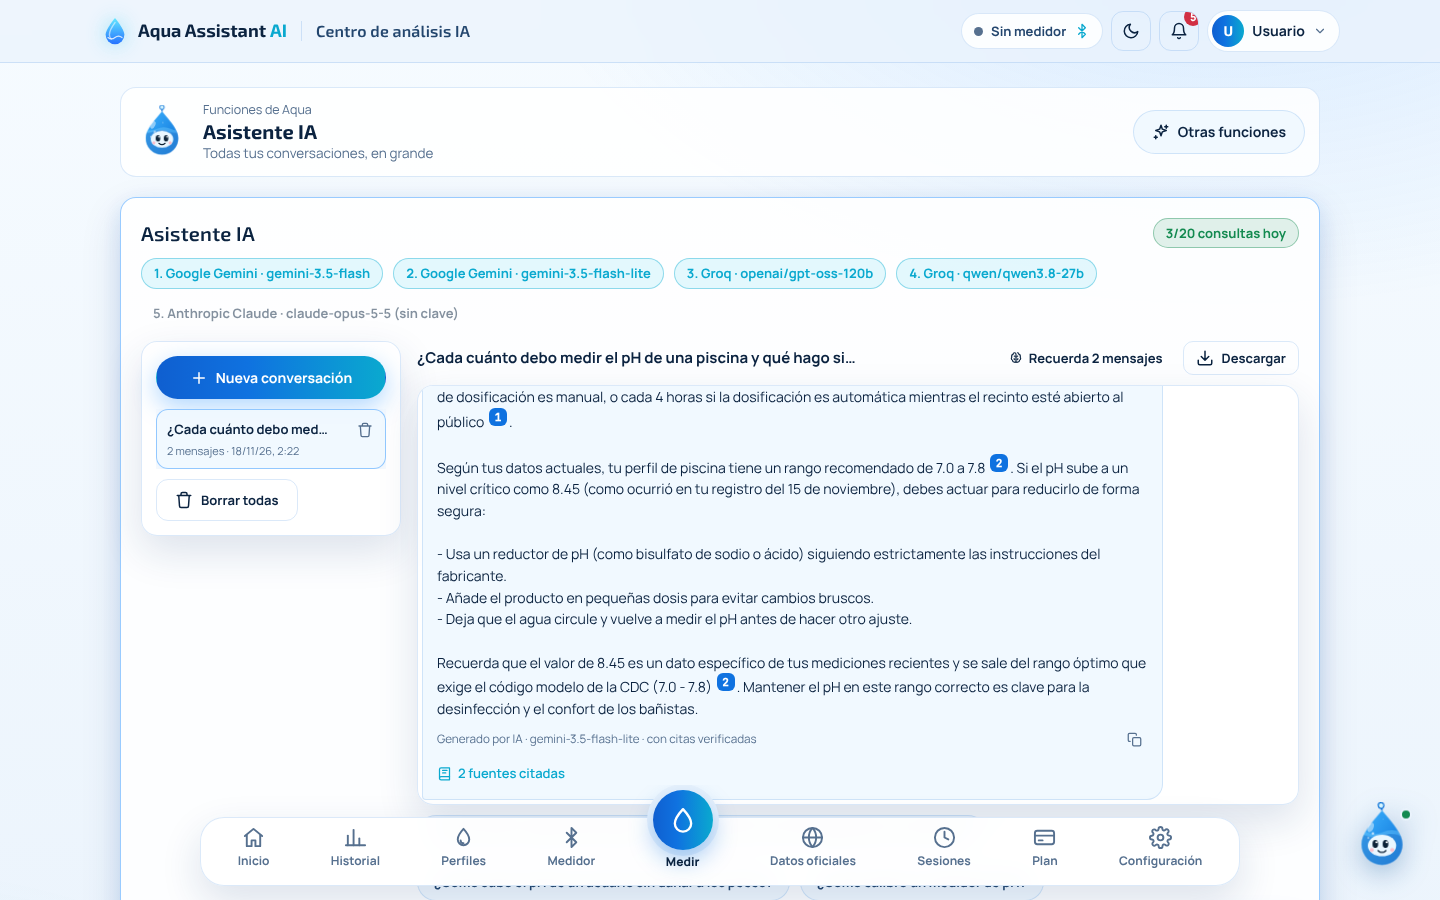 Aqua Assistant AI
Centro de análisis IA
Sin medidor
5
U
Usuario
Funciones de Aqua
Asistente IA
Todas tus conversaciones, en grande
Otras funciones
Asistente IA
3/20 consultas hoy
1. Google Gemini · gemini-3.5-flash
2. Google Gemini · gemini-3.5-flash-lite
3. Groq · openai/gpt-oss-120b
4. Groq · qwen/qwen3.8-27b
5. Anthropic Claude · claude-opus-5-5 (sin clave)
Nueva conversación
¿Cada cuánto debo med...
2 mensajes · 18/11/26, 2:22
Borrar todas
¿Cada cuánto debo medir el pH de una piscina y qué hago si...
Recuerda 2 mensajes
Descargar
de dosificación es manual, o cada 4 horas si la dosificación es automática mientras el recinto esté abierto al
público 1 .
Según tus datos actuales, tu perfil de piscina tiene un rango recomendado de 7.0 a 7.8 2 . Si el pH sube a un
nivel crítico como 8.45 (como ocurrió en tu registro del 15 de noviembre), debes actuar para reducirlo de forma
segura:
- Usa un reductor de pH (como bisulfato de sodio o ácido) siguiendo estrictamente las instrucciones del
fabricante.
- Añade el producto en pequeñas dosis para evitar cambios bruscos.
- Deja que el agua circule y vuelve a medir el pH antes de hacer otro ajuste.
Recuerda que el valor de 8.45 es un dato específico de tus mediciones recientes y se sale del rango óptimo que
exige el código modelo de la CDC (7.0 - 7.8) 2 . Mantener el pH en este rango correcto es clave para la
desinfección y el confort de los bañistas.
Generado por IA · gemini-3.5-flash-lite · con citas verificadas
2 fuentes citadas
Inicio
Historial
Perfiles
Medidor
Medir
Datos oficiales
Sesiones
Plan
Configuración